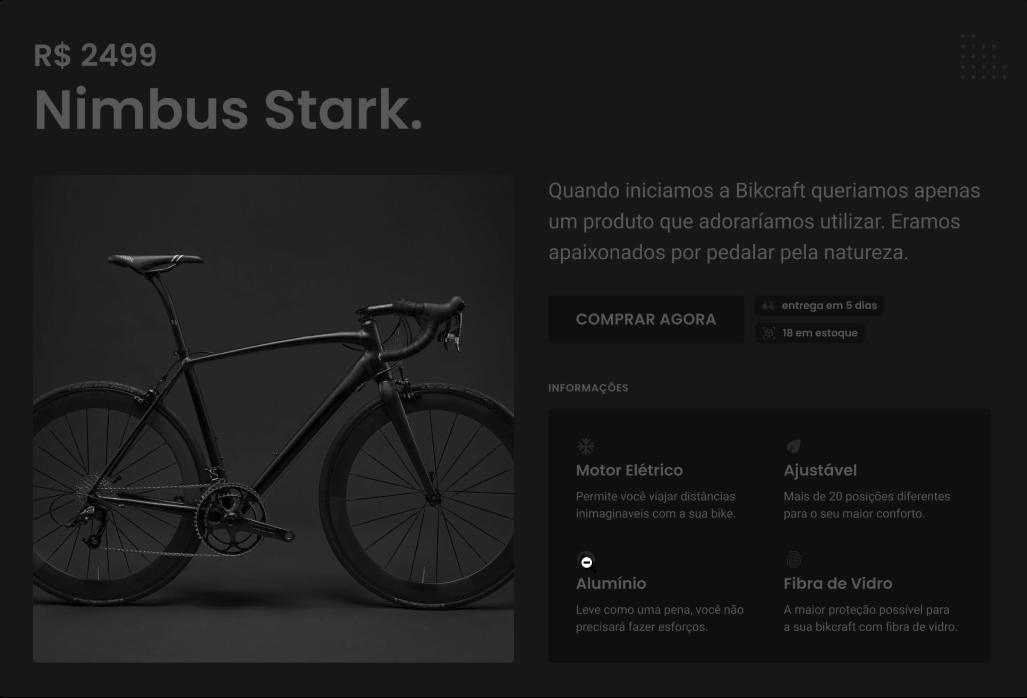 R$ 2499
Nimbus Stark.
Quando iniciamos a Bikcraft queriamos apenas
um produto que adoraríamos utilizar. Eramos
apaixonados por pedalar pela natureza.
COMPRAR AGORA
entrega em 5 dias
18 em estoque
INFORMAÇÕES
Motor Elétrico
Permite você viajar distâncias
inimaginaveis com a sua bike.
Ajustável
Mais de 20 posições diferentes
para o seu maior conforto.
Alumínio
Leve como uma pena, você não
precisará fazer esforços.
Fibra de Vidro
A maior proteção possível para
a sua bikcraft com fibra de vidro.